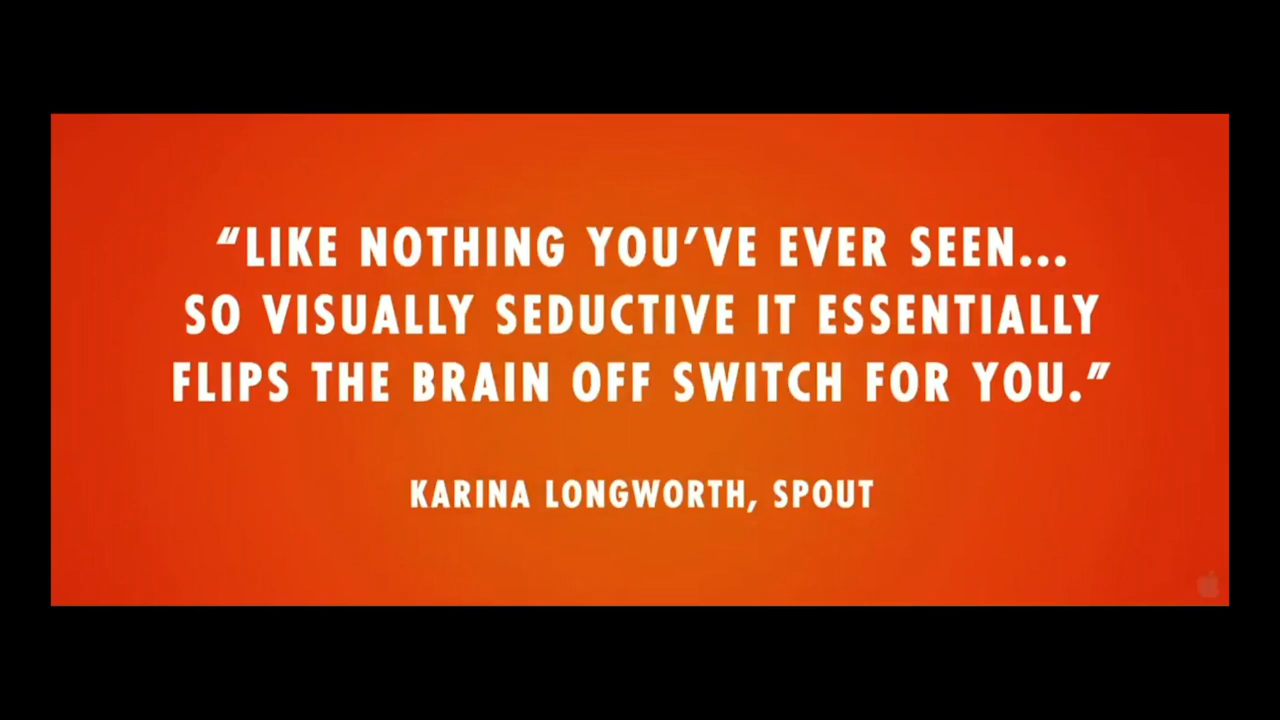 “LIKE NOTHING YOU’VE EVER SEEN...
SO VISUALLY SEDUCTIVE IT ESSENTIALLY
FLIPS THE BRAIN OFF SWITCH FOR YOU.”
KARINA LONGWORTH, SPOUT